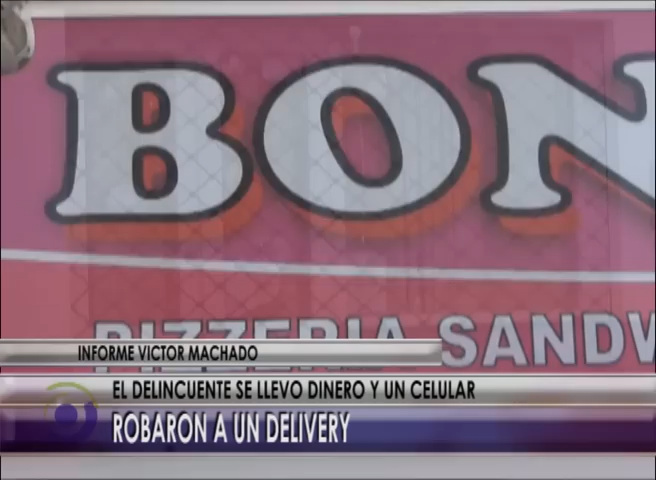 BON
PIZZERIA SANDW
INFORME VICTOR MACHADO
EL DELINCUENTE SE LLEVO DINERO Y UN CELULAR
ROBARON A UN DELIVERY